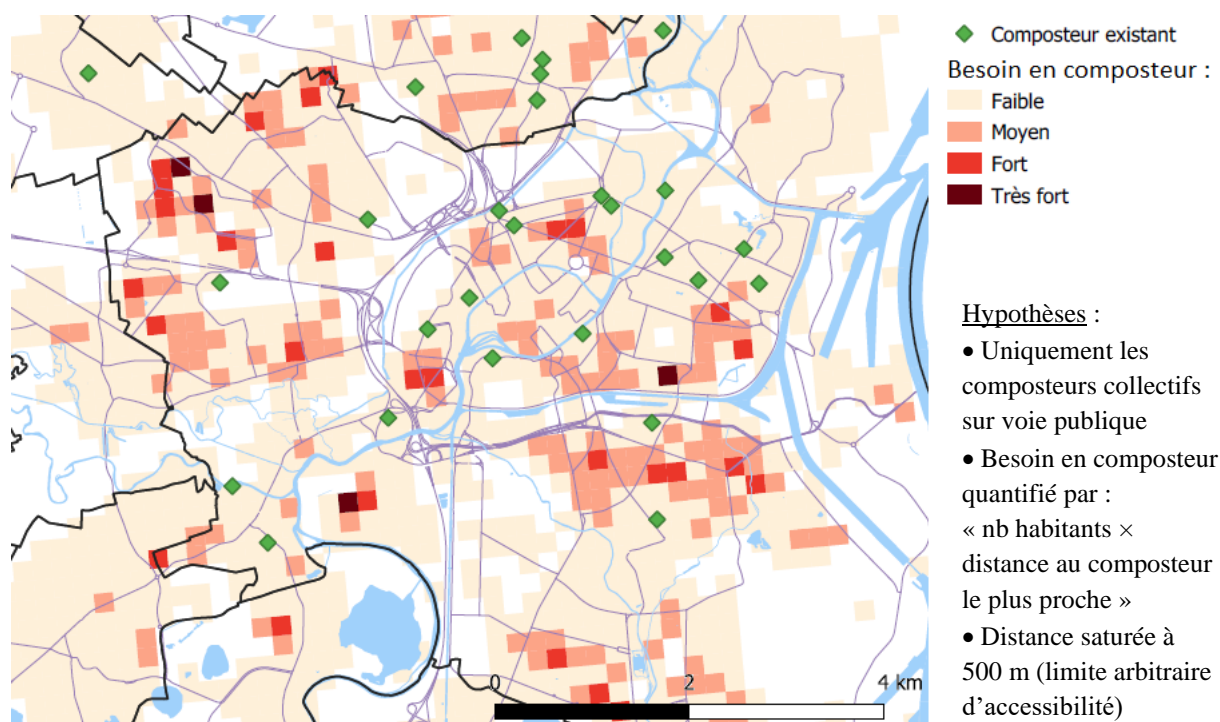 Composteur existant
Besoin en composteur :
Faible
Moyen
Fort
Très fort
Hypothèses :
• Uniquement les
composteurs collectifs
sur voie publique
• Besoin en composteur
quantifié par :
« nb habitants ×
distance au composteur
le plus proche »
• Distance saturée à
500 m (limite arbitraire
d’accessibilité)
0 2 4 km